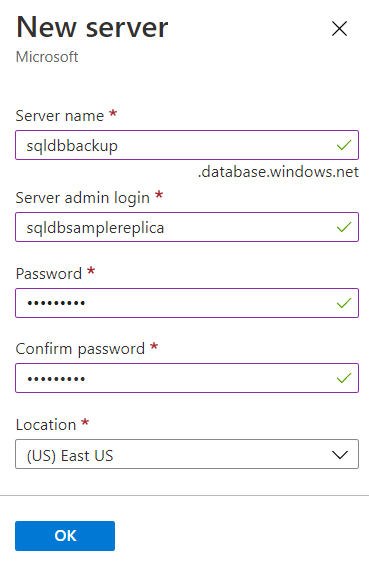 New server
Microsoft
Server name *
sqldbbackup
.database.windows.net
Server admin login *
sqldbsamplereplica
Password *
•••••••••
Confirm password *
•••••••••
Location *
(US) East US
OK